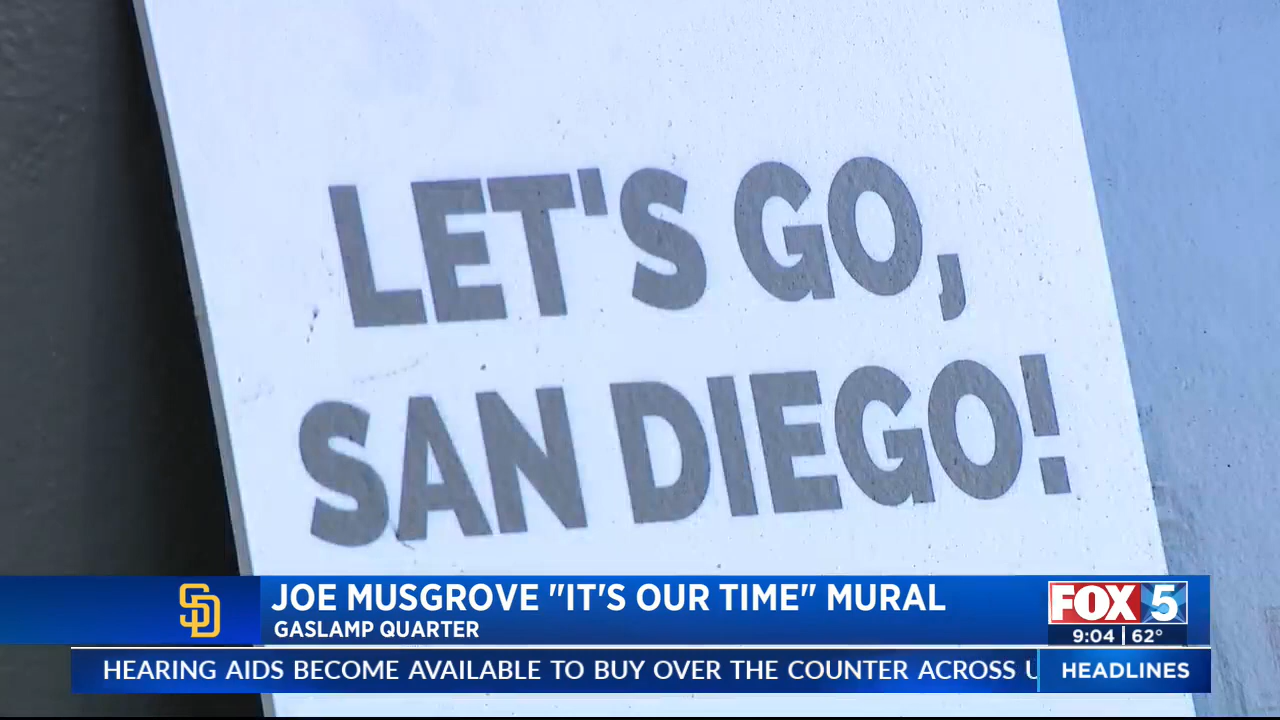 LET'S GO,
SAN DIEGO!
SD
JOE MUSGROVE "IT'S OUR TIME" MURAL
GASLAMP QUARTER
FOX 5
9:04 | 62°
HEARING AIDS BECOME AVAILABLE TO BUY OVER THE COUNTER ACROSS
HEADLINES